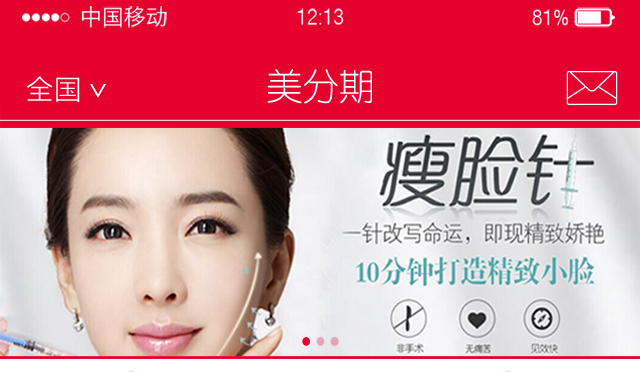 中国移动 12:13 81%
全国 美分期
瘦脸针
一针改写命运，即现精致娇艳
10分钟打造精致小脸
非手术 无痛苦 见效快